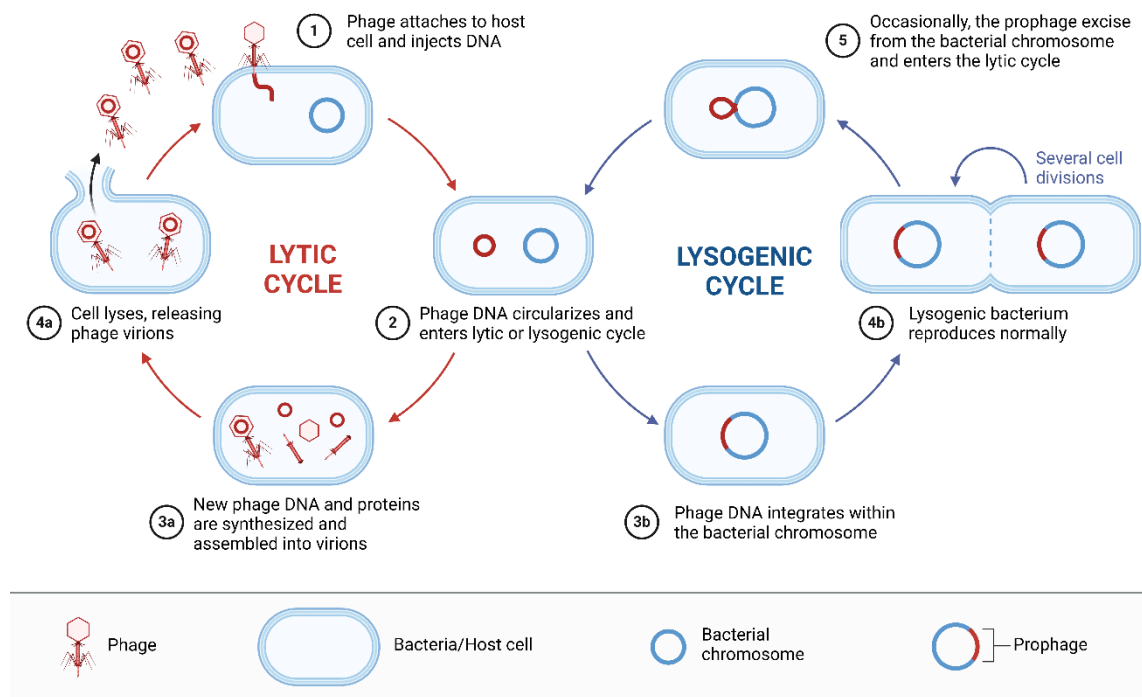 1
Phage attaches to host
cell and injects DNA
5
Occasionally, the prophage excise
from the bacterial chromosome
and enters the lytic cycle
Several cell
divisions
LYTIC
CYCLE
LYSOGENIC
CYCLE
4a
Cell lyses, releasing
phage virions
2
Phage DNA circularizes and
enters lytic or lysogenic cycle
4b
Lysogenic bacterium
reproduces normally
3a
New phage DNA and proteins
are synthesized and
assembled into virions
3b
Phage DNA integrates within
the bacterial chromosome
Phage
Bacteria/Host cell
Bacterial
chromosome
Prophage